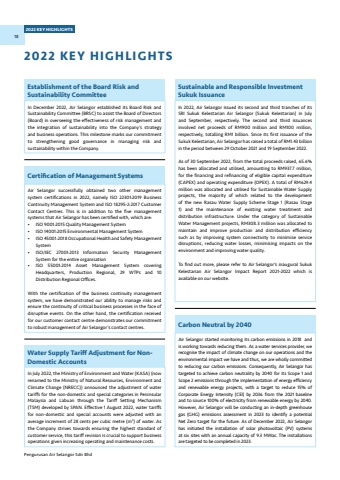 2022 KEY HIGHLIGHTS
18
2022 KEY HIGHLIGHTS
Establishment of the Board Risk and
Sustainability Committee
In December 2022, Air Selangor established its Board Risk and
Sustainability Committee (BRSC) to assist the Board of Directors
(Board) in overseeing the effectiveness of risk management and
the integration of sustainability into the Company's strategy
and business operations. This milestone marks our commitment
to strengthening good governance in managing risk and
sustainability within the Company.
Certification of Management Systems
Air Selangor successfully obtained two other management
system certifications in 2022, namely ISO 22301:2019 Business
Continuity Management System and ISO 18295-2:2017 Customer
Contact Centres. This is in addition to the five management
systems that Air Selangor has been certified with, which are:
• ISO 9001:2015 Quality Management System
• ISO 14001:2015 Environmental Management System
• ISO 45001:2018 Occupational Health and Safety Management
System
• ISO/IEC 27001:2013 Information Security Management
System for the entire organisation
• ISO 55001:2014 Asset Management System covering
Headquarters, Production Regional, 29 WTPs and 10
Distribution Regional Offices.
With the certification of the business continuity management
system, we have demonstrated our ability to manage risks and
ensure the continuity of critical business processes in the face of
disruptive events. On the other hand, the certification received
for our customer contact centre demonstrates our commitment
to robust management of Air Selangor's contact centres.
Water Supply Tariff Adjustment for Non-
Domestic Accounts
In July 2022, the Ministry of Environment and Water (KASA) (now
renamed to the Ministry of Natural Resources, Environment and
Climate Change (NRECC)) announced the adjustment of water
tariffs for the non-domestic and special categories in Peninsular
Malaysia and Labuan through the Tariff Setting Mechanism
(TSM) developed by SPAN. Effective 1 August 2022, water tariffs
for non-domestic and special accounts were adjusted with an
average increment of 26 cents per cubic metre (m³) of water. As
the Company strives towards ensuring the highest standard of
customer service, this tariff revision is crucial to support business
operations given increasing operating and maintenance costs.
Sustainable and Responsible Investment
Sukuk Issuance
In 2022, Air Selangor issued its second and third tranches of its
SRI Sukuk Kelestarian Air Selangor (Sukuk Kelestarian) in July
and September, respectively. The second and third issuances
involved net proceeds of RM900 million and RM100 million,
respectively, totalling RM1 billion. Since its first issuance of the
Sukuk Kelestarian, Air Selangor has raised a total of RM1.49 billion
in the period between 29 October 2021 and 19 September 2022.
As of 30 September 2022, from the total proceeds raised, 65.6%
has been allocated and utilised, amounting to RM977.7 million,
for the financing and refinancing of eligible capital expenditure
(CAPEX) and operating expenditure (OPEX). A total of RM629.4
million was allocated and utilised for Sustainable Water Supply
projects, the majority of which related to the development
of the new Rasau Water Supply Scheme Stage 1 (Rasau Stage
1) and the maintenance of existing water treatment and
distribution infrastructure. Under the category of Sustainable
Water Management projects, RM308.3 million was allocated to
maintain and improve production and distribution efficiency
such as by improving system connectivity to minimise service
disruptions, reducing water losses, minimising impacts on the
environment and improving water quality.
To find out more, please refer to Air Selangor's inaugural Sukuk
Kelestarian Air Selangor Impact Report 2021-2022 which is
available on our website.
Carbon Neutral by 2040
Air Selangor started monitoring its carbon emissions in 2018 and
is working towards reducing them. As a water services provider, we
recognise the impact of climate change on our operations and the
environmental impact we have and thus, we are wholly committed
to reducing our carbon emissions. Consequently, Air Selangor has
targeted to achieve carbon neutrality by 2040 for its Scope 1 and
Scope 2 emissions through the implementation of energy efficiency
and renewable energy projects, with a target to reduce 15% of
Corporate Energy Intensity (CEI) by 2036 from the 2021 baseline
and to source 100% of electricity from renewable energy by 2040.
However, Air Selangor will be conducting an in-depth greenhouse
gas (GHG) emissions assessment in 2023 to identify a potential
Net Zero target for the future. As of December 2022, Air Selangor
has initiated the installation of solar photovoltaic (PV) systems
at six sites with an annual capacity of 9.1 MWac. The installations
are targeted to be completed in 2023.
Pengurusan Air Selangor Sdn Bhd